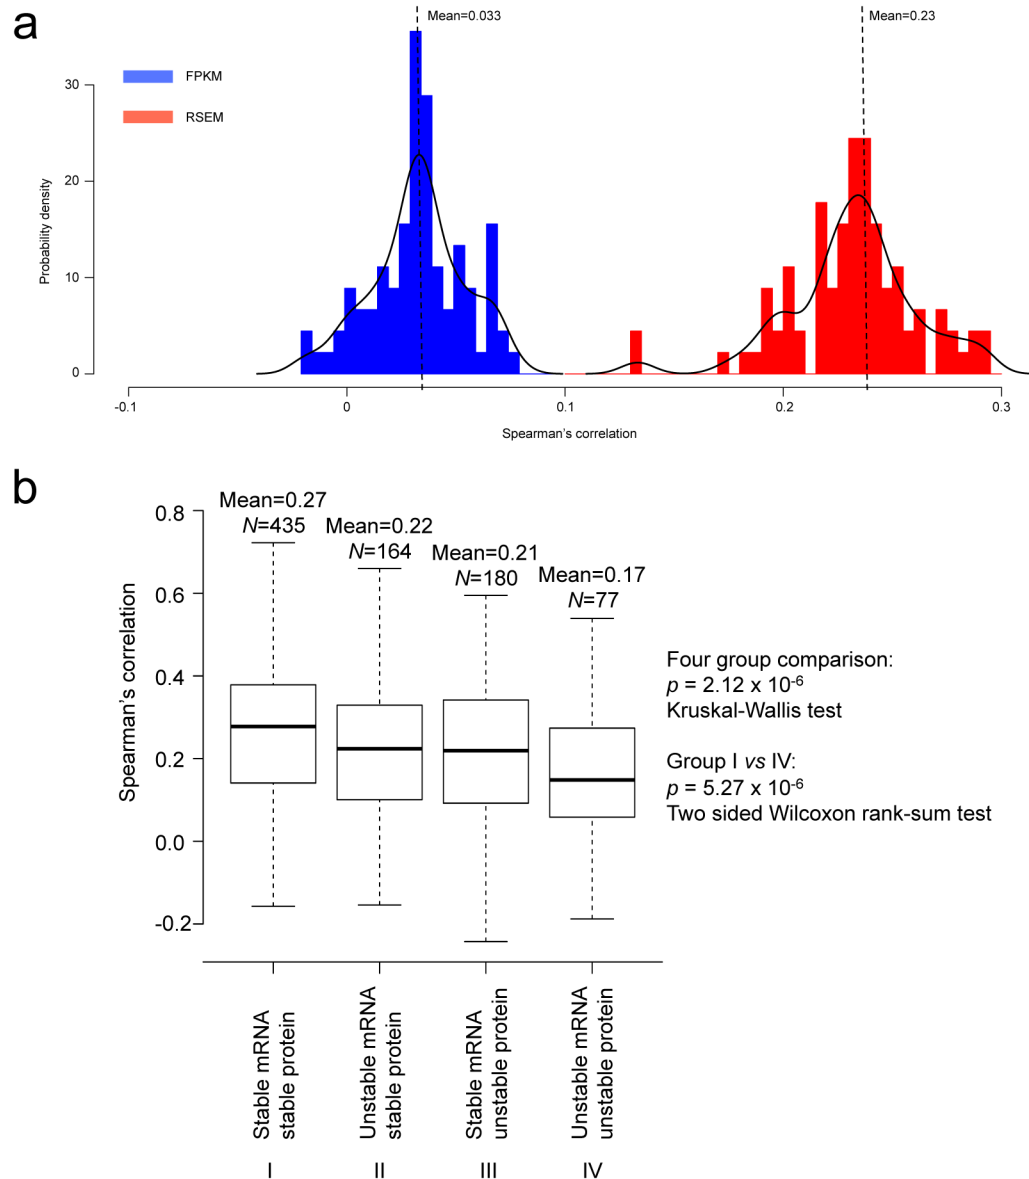 a
Mean=0.033
Mean=0.23
FPKM
RSEM
30
20
10
0
Probability density
-0.1
0
0.1
0.2
0.3
Spearman's correlation
b
Mean=0.27
N=435
Mean=0.22
N=164
Mean=0.21
N=180
Mean=0.17
N=77
0.8
0.6
0.4
0.2
0.0
-0.2
Spearman's correlation
Four group comparison:
p = 2.12 x 10⁻⁶
Kruskal-Wallis test
Group I vs IV:
p = 5.27 x 10⁻⁶
Two sided Wilcoxon rank-sum test
Stable mRNA
stable protein
Unstable mRNA
stable protein
Stable mRNA
unstable protein
Unstable mRNA
unstable protein
I
II
III
IV